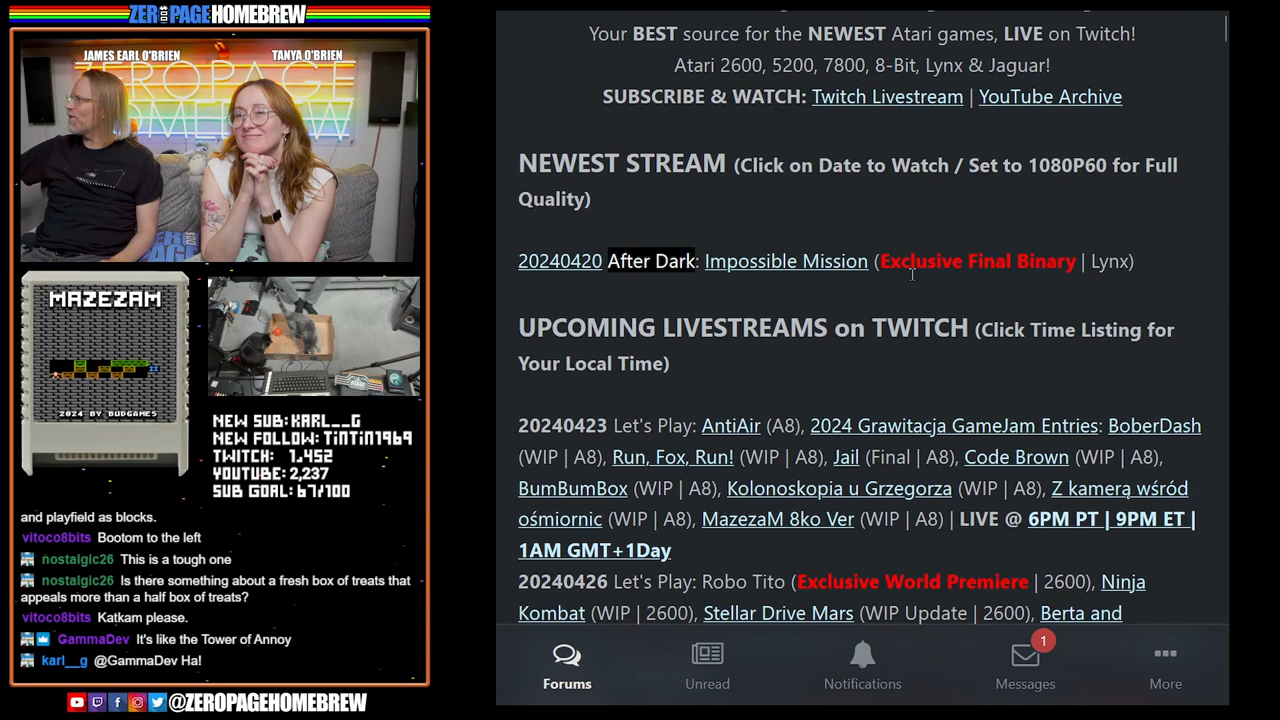 ZEROPAGEHOMEBREW
JAMES EARL O'BRIEN
TANYA O'BRIEN
MAZEZAM
2024 BY BUDGAMES
NEW SUB: KARL__G
NEW FOLLOW: TINTIN1969
TWITCH: 1,452
YOUTUBE: 2,237
SUB GOAL: 67/100
and playfield as blocks.
vitoco8bits Bootom to the left
nostalgic26 This is a tough one
nostalgic26 Is there something about a fresh box of treats that
appeals more than a half box of treats?
vitoco8bits Katkam please.
GammaDev It's like the Tower of Annoy
karl__g @GammaDev Ha!
@ZEROPAGEHOMEBREW
Your BEST source for the NEWEST Atari games, LIVE on Twitch!
Atari 2600, 5200, 7800, 8-Bit, Lynx & Jaguar!
SUBSCRIBE & WATCH: Twitch Livestream | YouTube Archive
NEWEST STREAM (Click on Date to Watch / Set to 1080P60 for Full
Quality)
20240420 After Dark: Impossible Mission (Exclusive Final Binary | Lynx)
UPCOMING LIVESTREAMS on TWITCH (Click Time Listing for
Your Local Time)
20240423 Let's Play: AntiAir (A8), 2024 Grawitacja GameJam Entries: BoberDash
(WIP | A8), Run, Fox, Run! (WIP | A8), Jail (Final | A8), Code Brown (WIP | A8),
BumBumBox (WIP | A8), Kolonoskopia u Grzegorza (WIP | A8), Z kamerą wśród
ośmiornic (WIP | A8), MazezaM 8ko Ver (WIP | A8) | LIVE @ 6PM PT | 9PM ET |
1AM GMT+1Day
20240426 Let's Play: Robo Tito (Exclusive World Premiere | 2600), Ninja
Kombat (WIP | 2600), Stellar Drive Mars (WIP Update | 2600), Berta and
1
Forums
Unread
Notifications
Messages
More